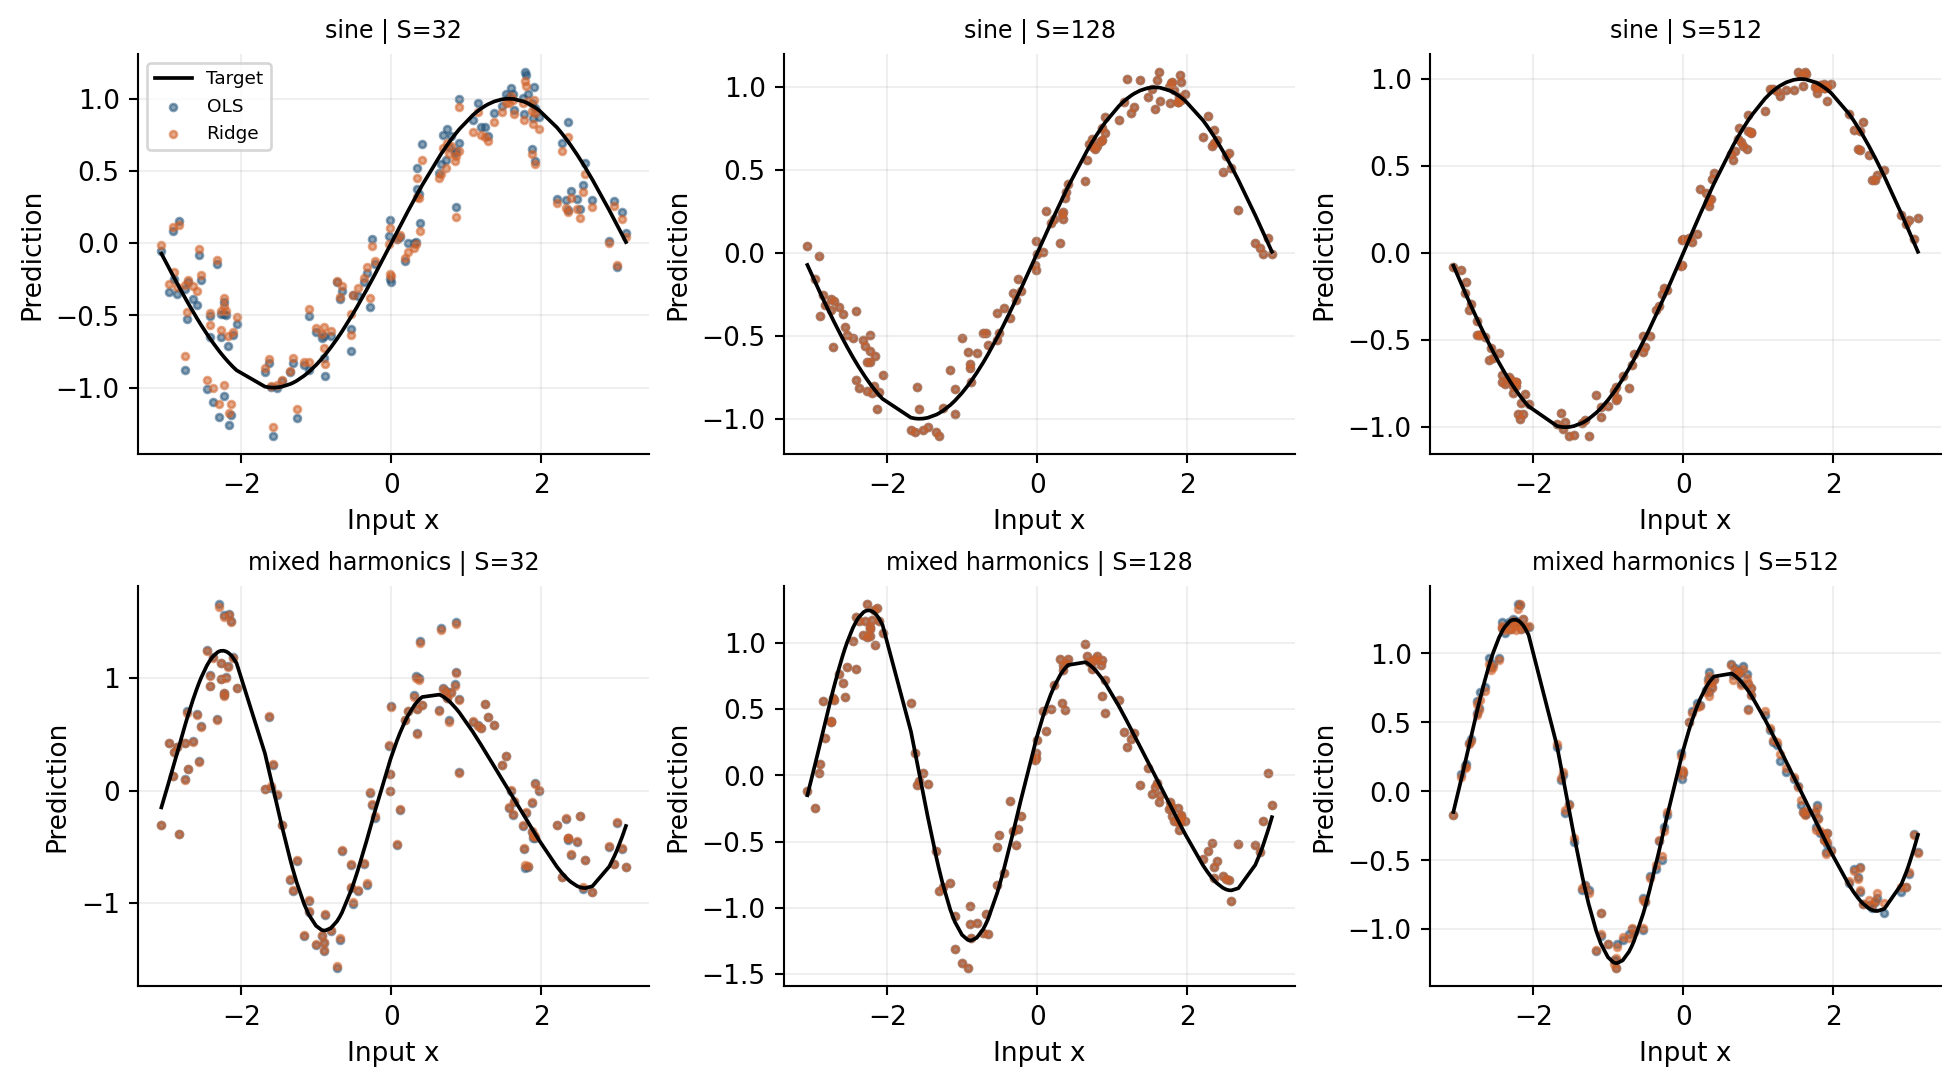 sine | S=32
Target
OLS
Ridge
1.0
0.5
0.0
−0.5
−1.0
Prediction
−2
0
2
Input x
sine | S=128
1.0
0.5
0.0
−0.5
−1.0
Prediction
−2
0
2
Input x
sine | S=512
1.0
0.5
0.0
−0.5
−1.0
Prediction
−2
0
2
Input x
mixed harmonics | S=32
1
0
−1
Prediction
−2
0
2
Input x
mixed harmonics | S=128
1.0
0.5
0.0
−0.5
−1.0
−1.5
Prediction
−2
0
2
Input x
mixed harmonics | S=512
1.0
0.5
0.0
−0.5
−1.0
Prediction
−2
0
2
Input x